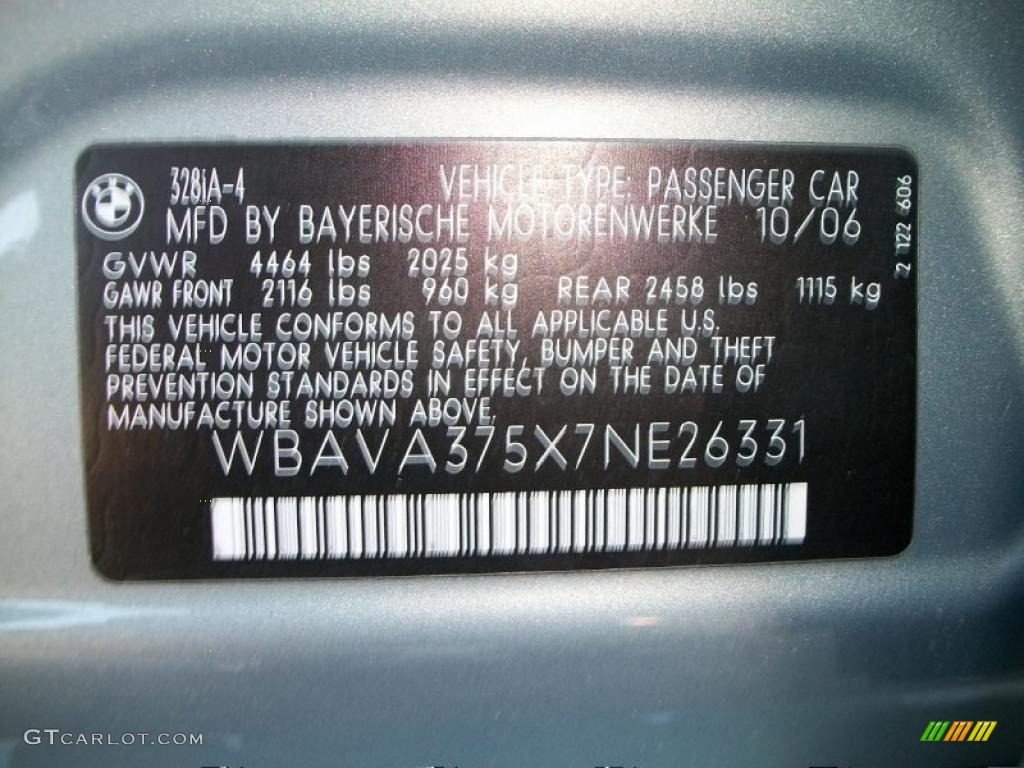 328iA-4 VEHICLE TYPE: PASSENGER CAR
MFD BY BAYERISCHE MOTORENWERKE 10/06
GVWR 4464 lbs 2025 kg
GAWR FRONT 2116 lbs 960 kg REAR 2458 lbs 1115 kg
THIS VEHICLE CONFORMS TO ALL APPLICABLE U.S.
FEDERAL MOTOR VEHICLE SAFETY, BUMPER AND THEFT
PREVENTION STANDARDS IN EFFECT ON THE DATE OF
MANUFACTURE SHOWN ABOVE.
WBAVA375X7NE26331
2 122 606
GTCARLOT.COM